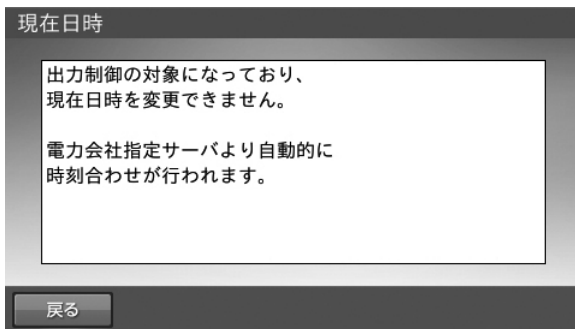 現在日時
出力制御の対象になっており、
現在日時を変更できません。
電力会社指定サーバより自動的に
時刻合わせが行われます。
戻る